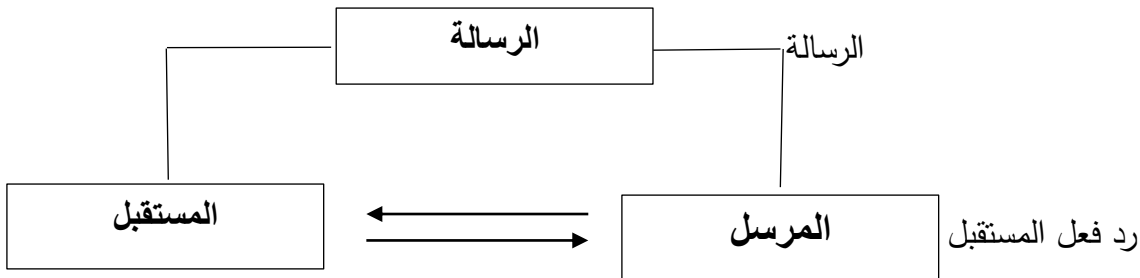 الرسالة
الرسالة
رد فعل المستقبل
المرسل
المستقبل